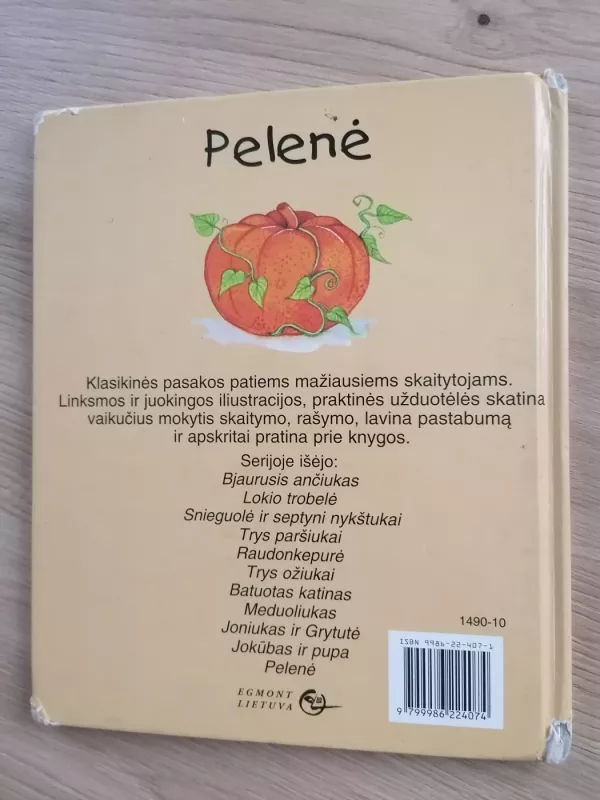 Pelenė
Klasikinės pasakos patiems mažiausiems skaitytojams.
Linksmos ir juokingos iliustracijos, praktinės užduotėlės skatina
vaikučius mokytis skaitymo, rašymo, lavina pastabumą
ir apskritai pratina prie knygos.
Serijoje išėjo:
Bjaurusis ančiukas
Lokio trobelė
Snieguolė ir septyni nykštukai
Trys paršiukai
Raudonkepurė
Trys ožiukai
Batuotas katinas
Meduoliukas
Joniukas ir Grytutė
Jokūbas ir pupa
Pelenė
EGMONT
LIETUVA
1490-10
ISBN 9986-22-407-1
9 799986 224074